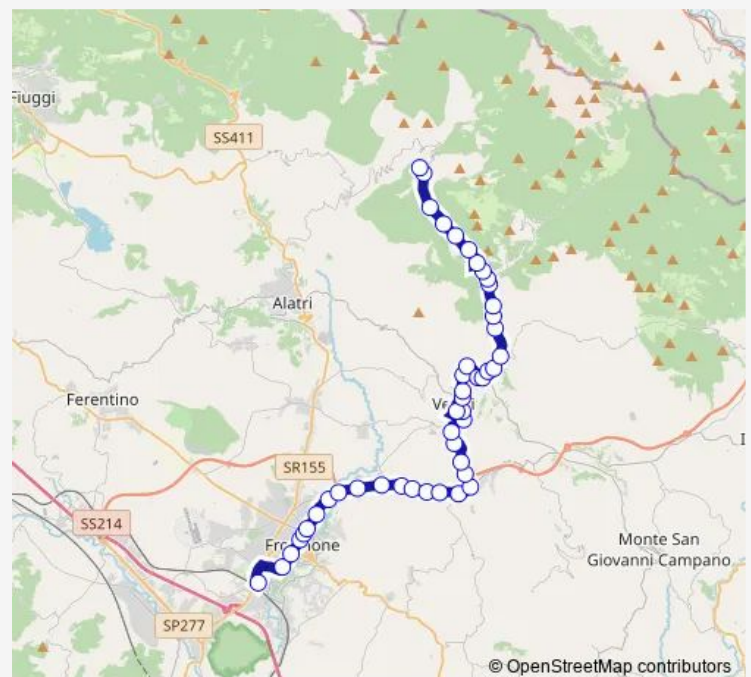 Fiuggi
SS411
Alatri
Ferentino
SR155
SS214
Monte San
Giovanni Campano
SP277
© OpenStreetMap contributors